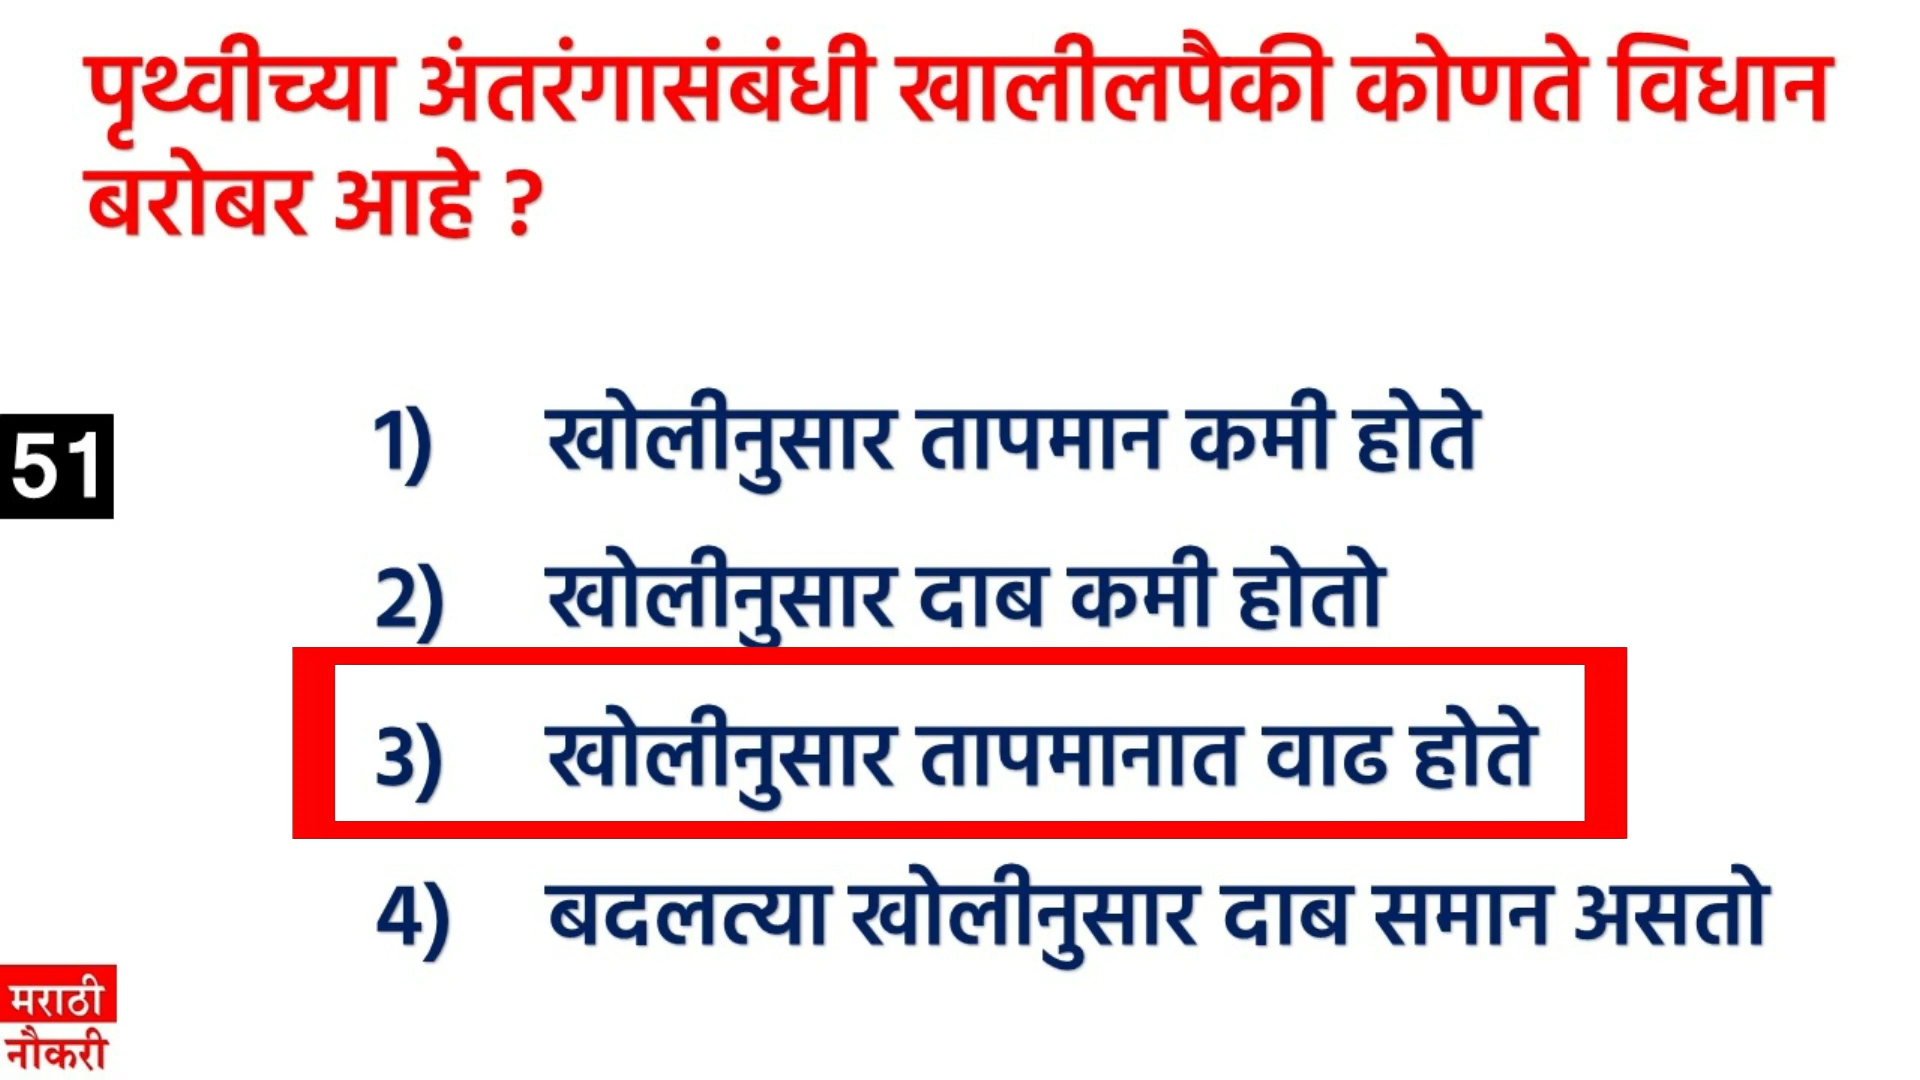 पृथ्वीच्या अंतरंगासंबंधी खालीलपैकी कोणते विधान
बरोबर आहे ?
51
1) खोलीनुसार तापमान कमी होते
2) खोलीनुसार दाब कमी होतो
3) खोलीनुसार तापमानात वाढ होते
4) बदलत्या खोलीनुसार दाब समान असतो
मराठी
नौकरी